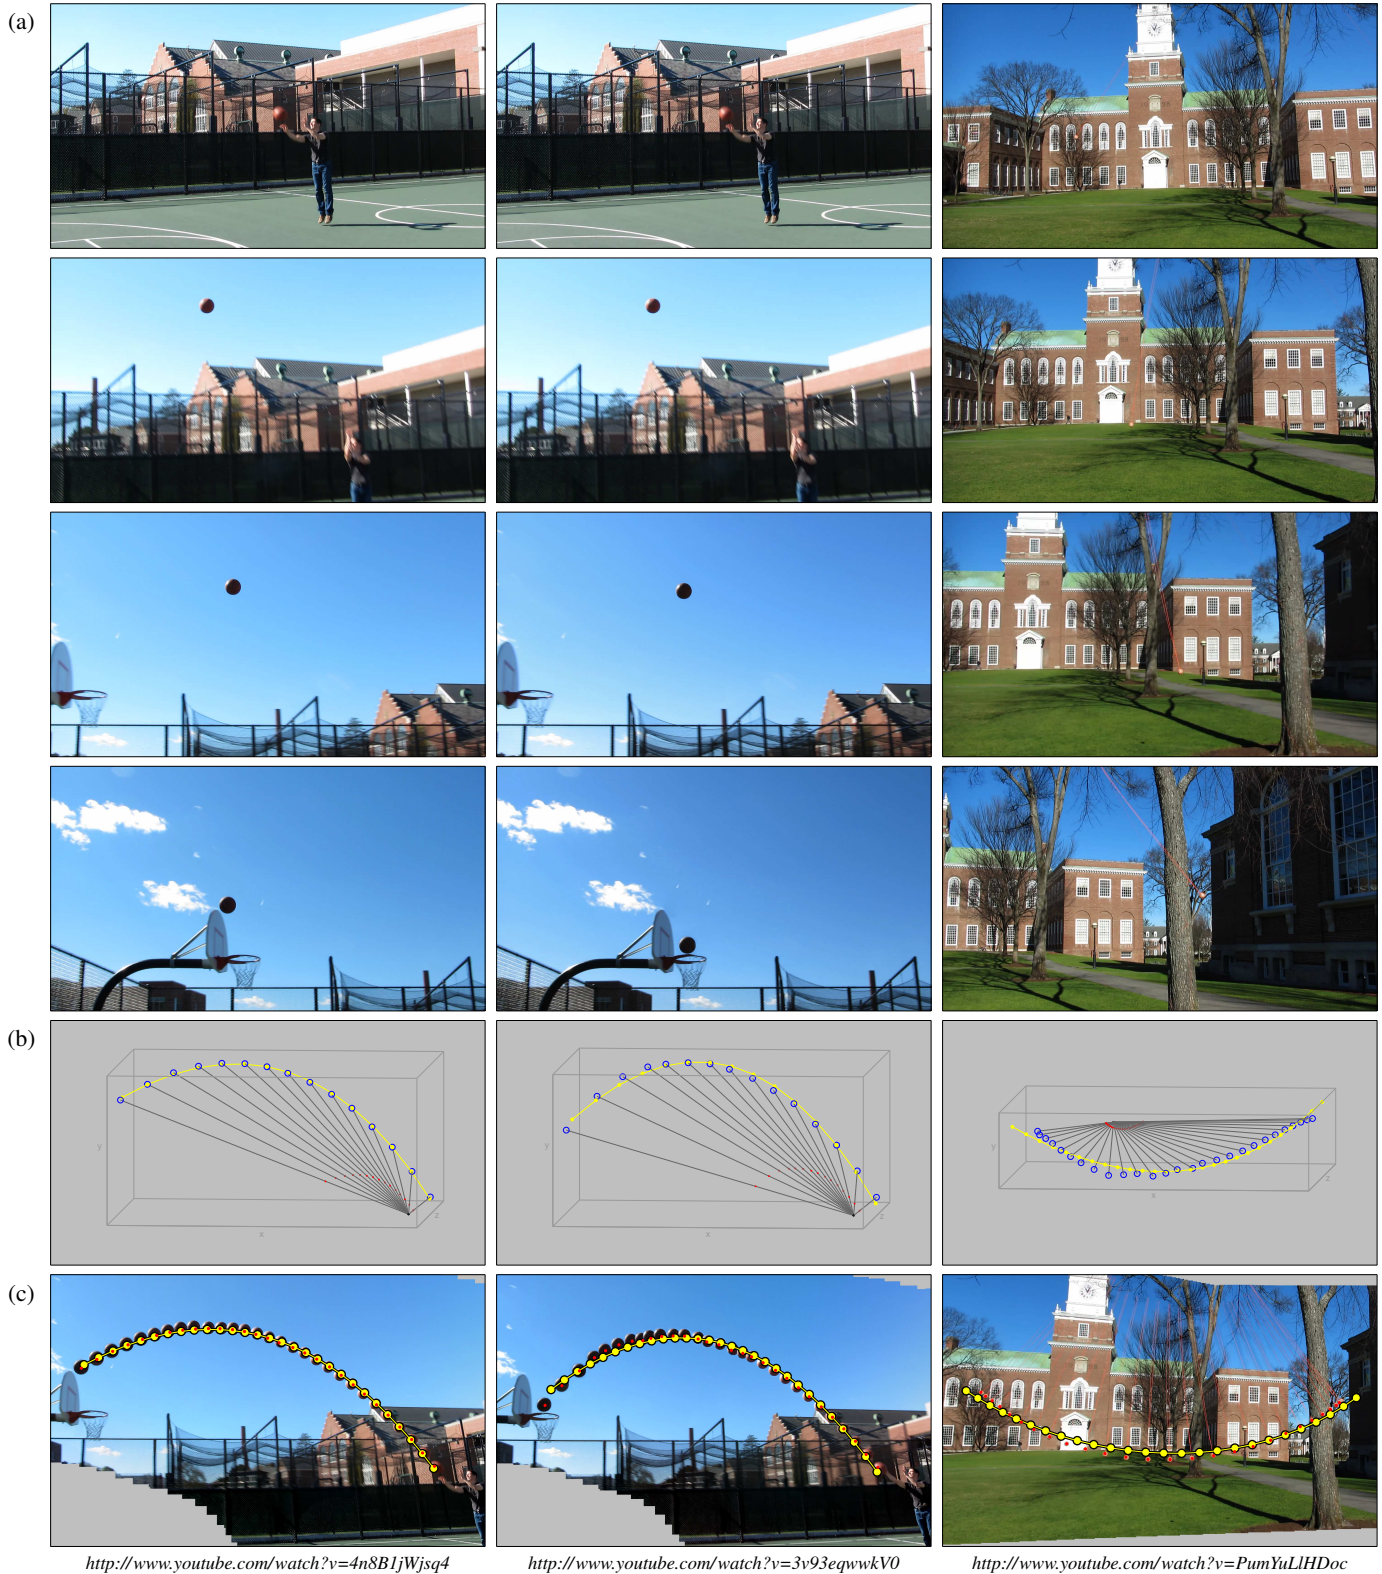 (a)
(b)
y
x
z
y
x
z
y
x
z
(c)
http://www.youtube.com/watch?v=4n8B1jWjsq4
http://www.youtube.com/watch?v=3v93eqwwkV0
http://www.youtube.com/watch?v=PumYuLlHDoc